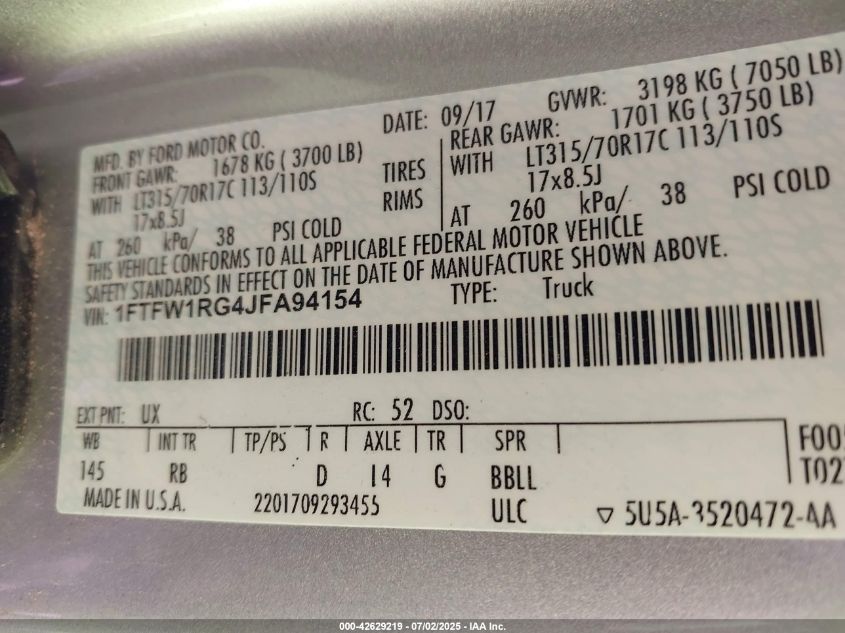 MFD. BY FORD MOTOR CO. DATE: 09/17 GVWR: 3198 KG ( 7050 LB)
FRONT GAWR: 1678 KG ( 3700 LB) REAR GAWR: 1701 KG ( 3750 LB)
WITH LT315/70R17C 113/110S TIRES WITH LT315/70R17C 113/110S
17x8.5J RIMS 17x8.5J
AT 260 kPa/ 38 PSI COLD AT 260 kPa/ 38 PSI COLD
THIS VEHICLE CONFORMS TO ALL APPLICABLE FEDERAL MOTOR VEHICLE
SAFETY STANDARDS IN EFFECT ON THE DATE OF MANUFACTURE SHOWN ABOVE.
VIN: 1FTFW1RG4JFA94154 TYPE: Truck
EXT PNT: UX RC: 52 DSO:
WB INT TR TP/PS R AXLE TR SPR
145 RB D 14 G BBLL
MADE IN U.S.A. 2201709293455 ULC ▽ 5U5A-3520472-AA
000-42629219 - 07/02/2025 - IAA Inc.